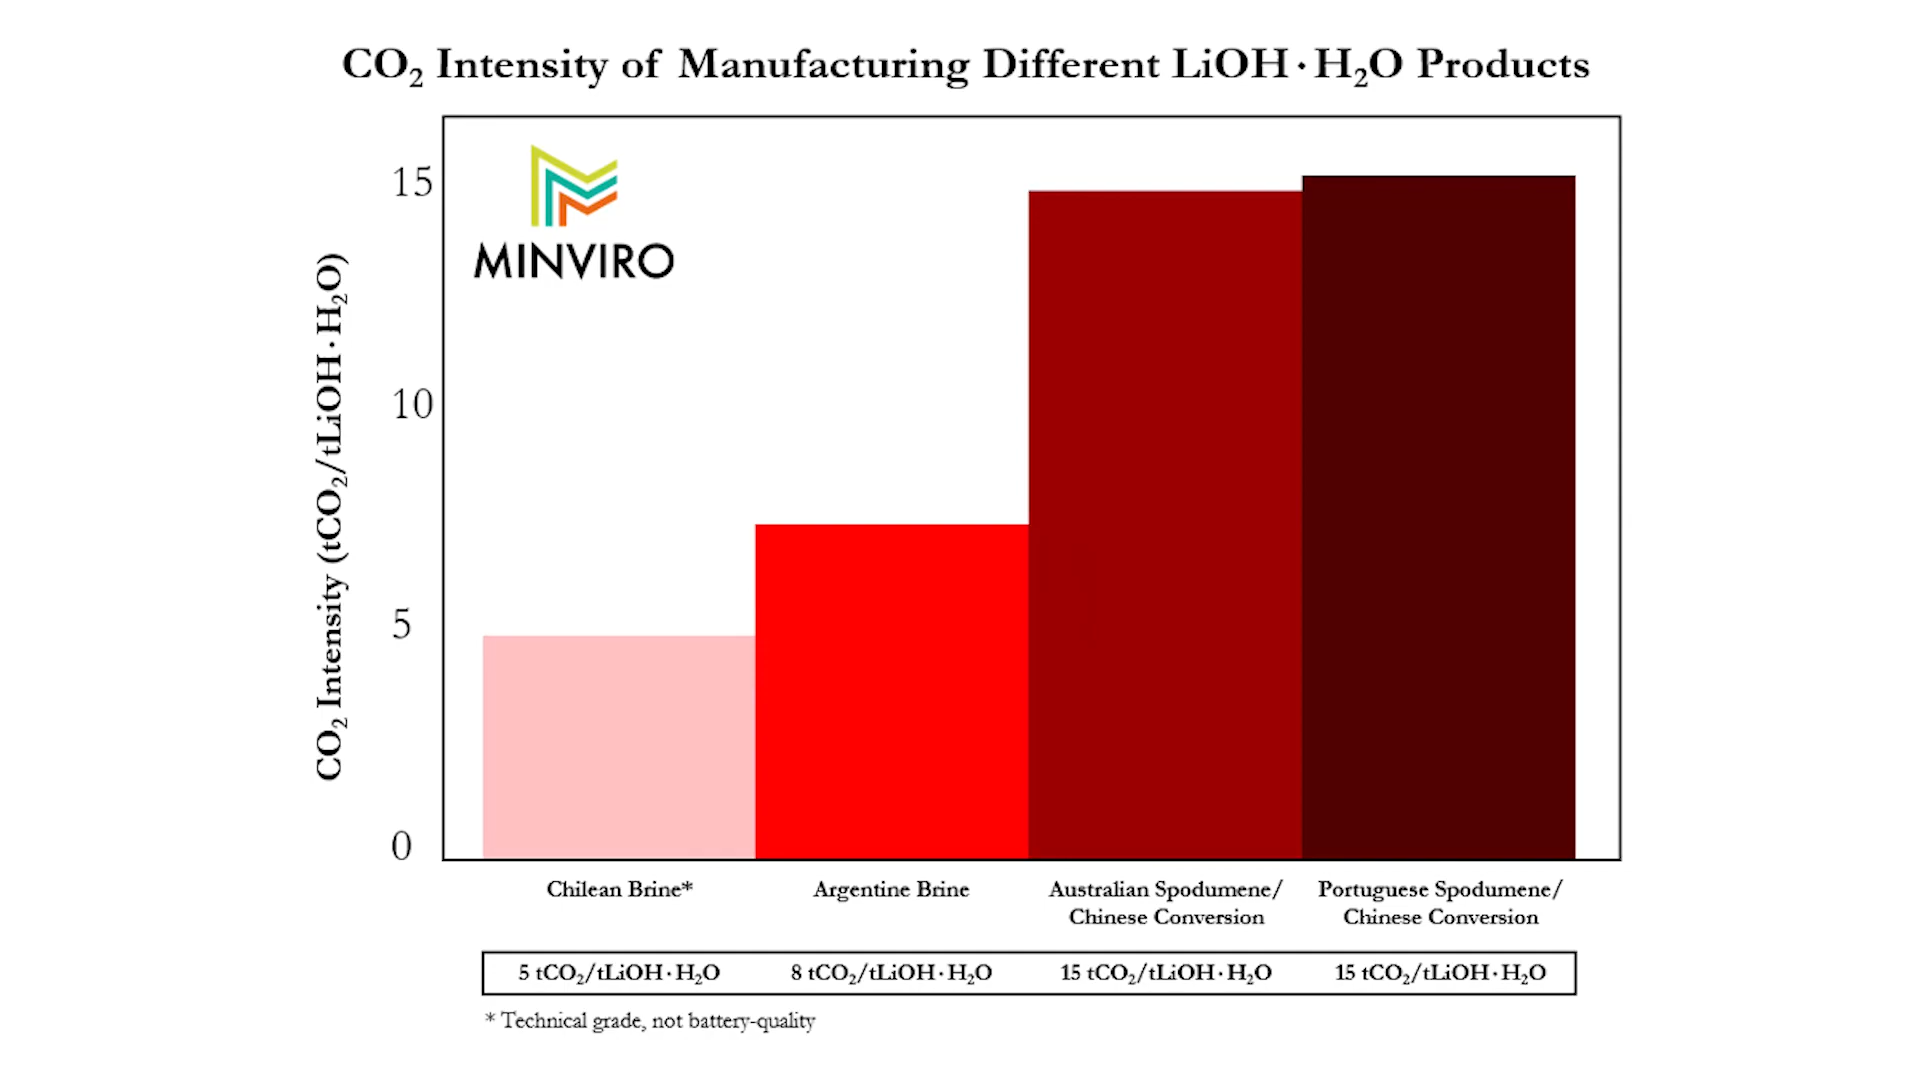 CO₂ Intensity of Manufacturing Different LiOH·H₂O Products
MINVIRO
CO₂ Intensity (tCO₂/tLiOH·H₂O)
15
10
5
0
Chilean Brine*
Argentine Brine
Australian Spodumene/
Chinese Conversion
Portuguese Spodumene/
Chinese Conversion
5 tCO₂/tLiOH·H₂O
8 tCO₂/tLiOH·H₂O
15 tCO₂/tLiOH·H₂O
15 tCO₂/tLiOH·H₂O
* Technical grade, not battery-quality